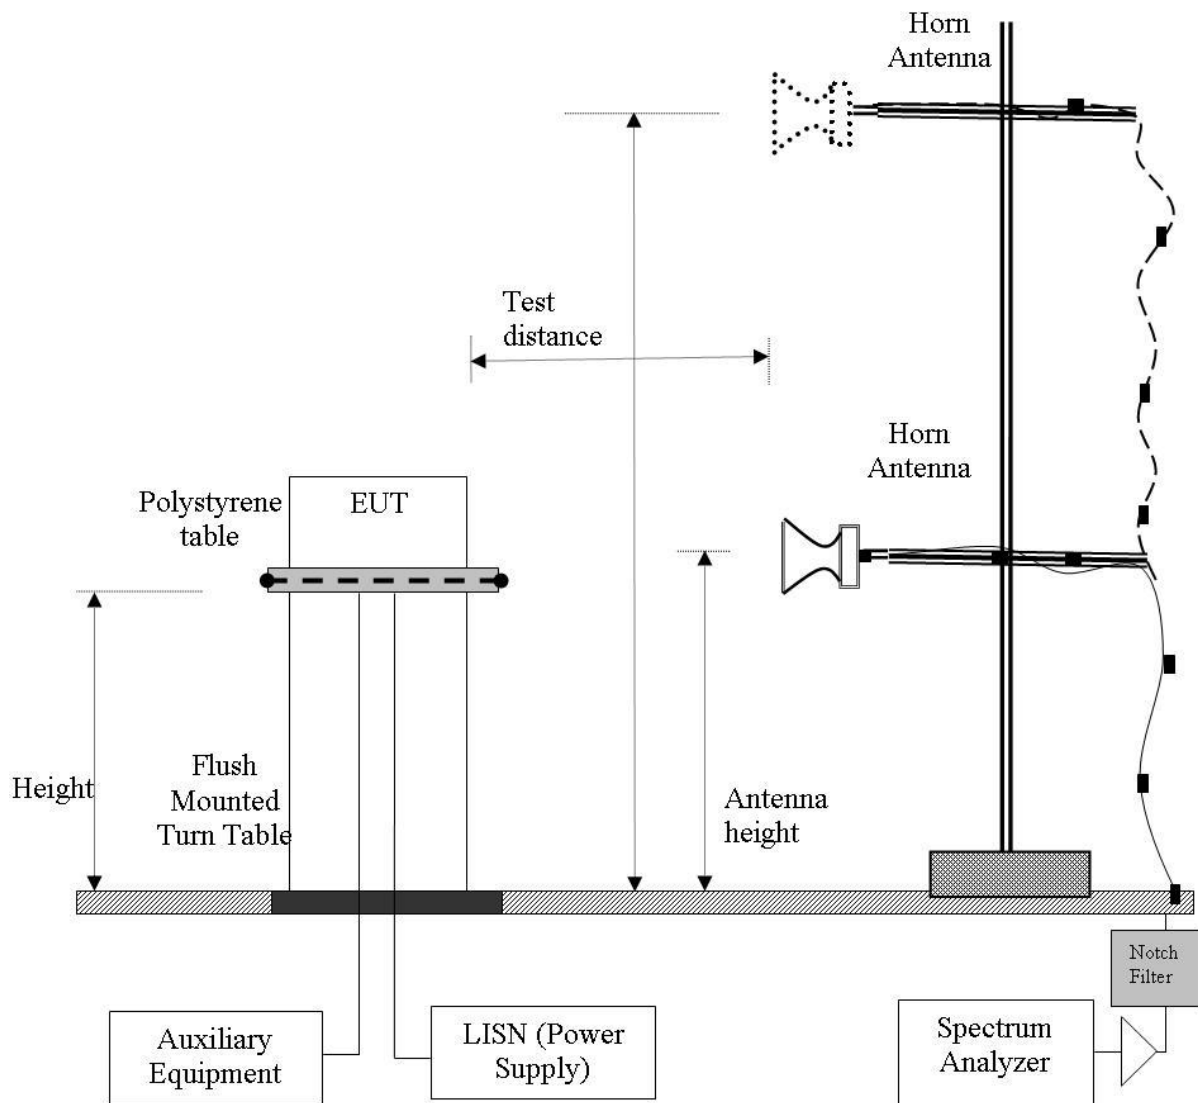 Horn
Antenna
Test
distance
Horn
Antenna
Polystyrene
table
EUT
Height
Flush
Mounted
Turn Table
Antenna
height
Notch
Filter
Auxiliary
Equipment
LISN (Power
Supply)
Spectrum
Analyzer